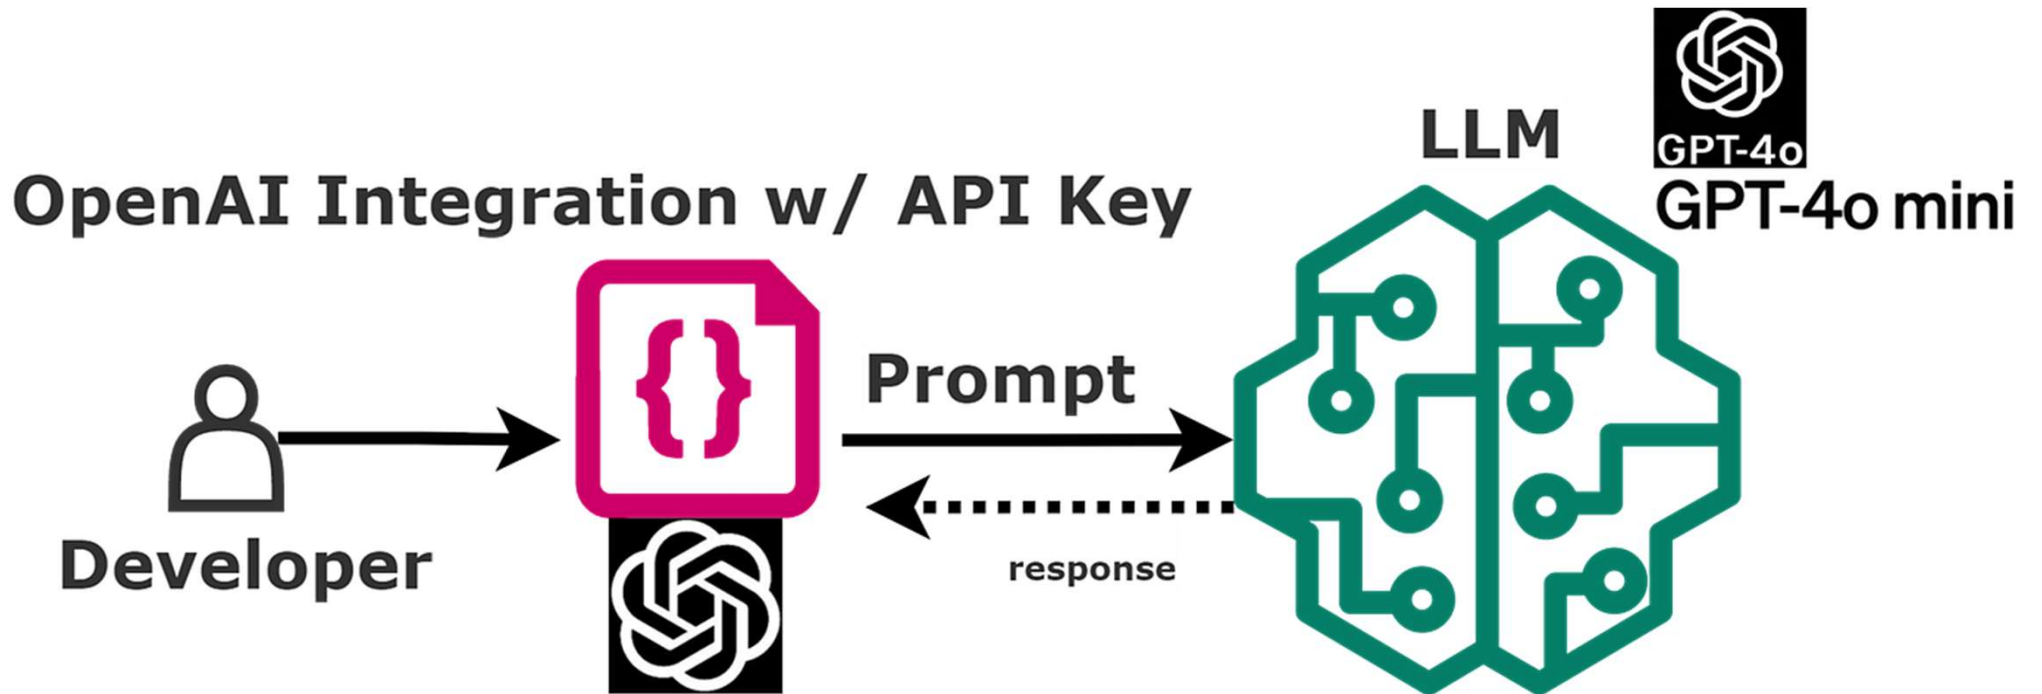 LLM
GPT-4o
GPT-4o mini
OpenAI Integration w/ API Key
{}
Prompt
response
Developer